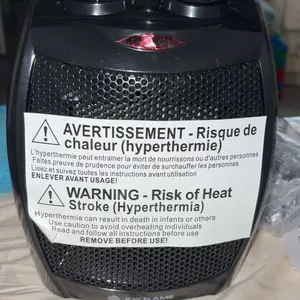 AVERTISSEMENT - Risque de
chaleur (hyperthermie)
L'hyperthermie peut entraîner la mort de nourrissons ou d'autres personnes
Faites preuve de prudence pour éviter de surchauffer les personnes
Lisez et suivez toutes les instructions avant utilisation
ENLEVER AVANT USAGE!
WARNING - Risk of Heat
Stroke (Hyperthermia)
Hyperthermia can result in death in infants or others
Use caution to avoid overheating individuals
Read and follow all instructions before use
REMOVE BEFORE USE!